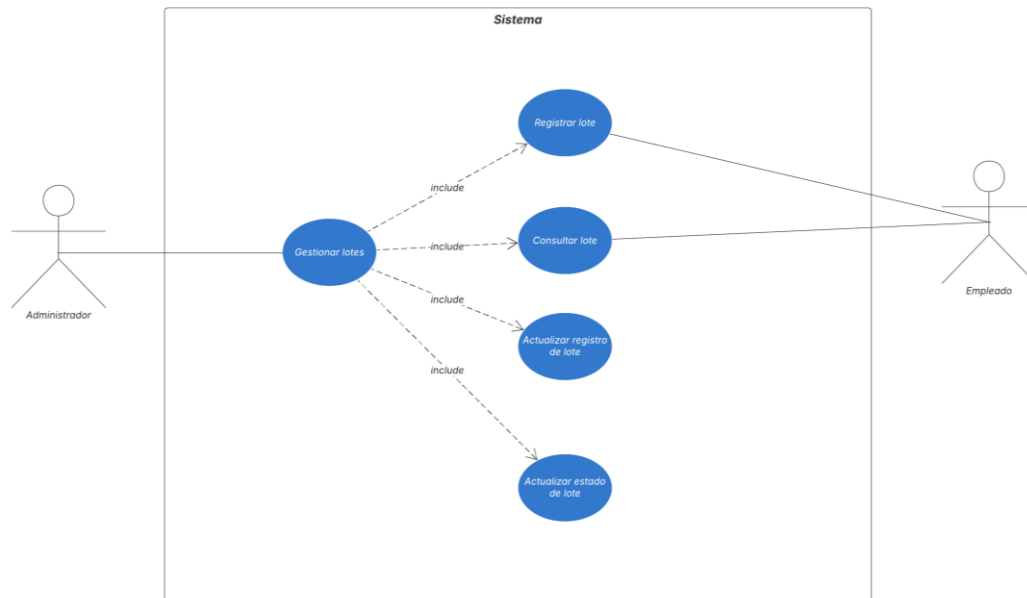 Sistema
Registrar lote
include
Consultar lote
include
Gestionar lotes
include
Actualizar registro
de lote
include
Actualizar estado
de lote
Administrador
Empleado